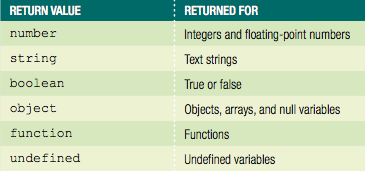 RETURN VALUE RETURNED FOR
number Integers and floating-point numbers
string Text strings
boolean True or false
object Objects, arrays, and null variables
function Functions
undefined Undefined variables